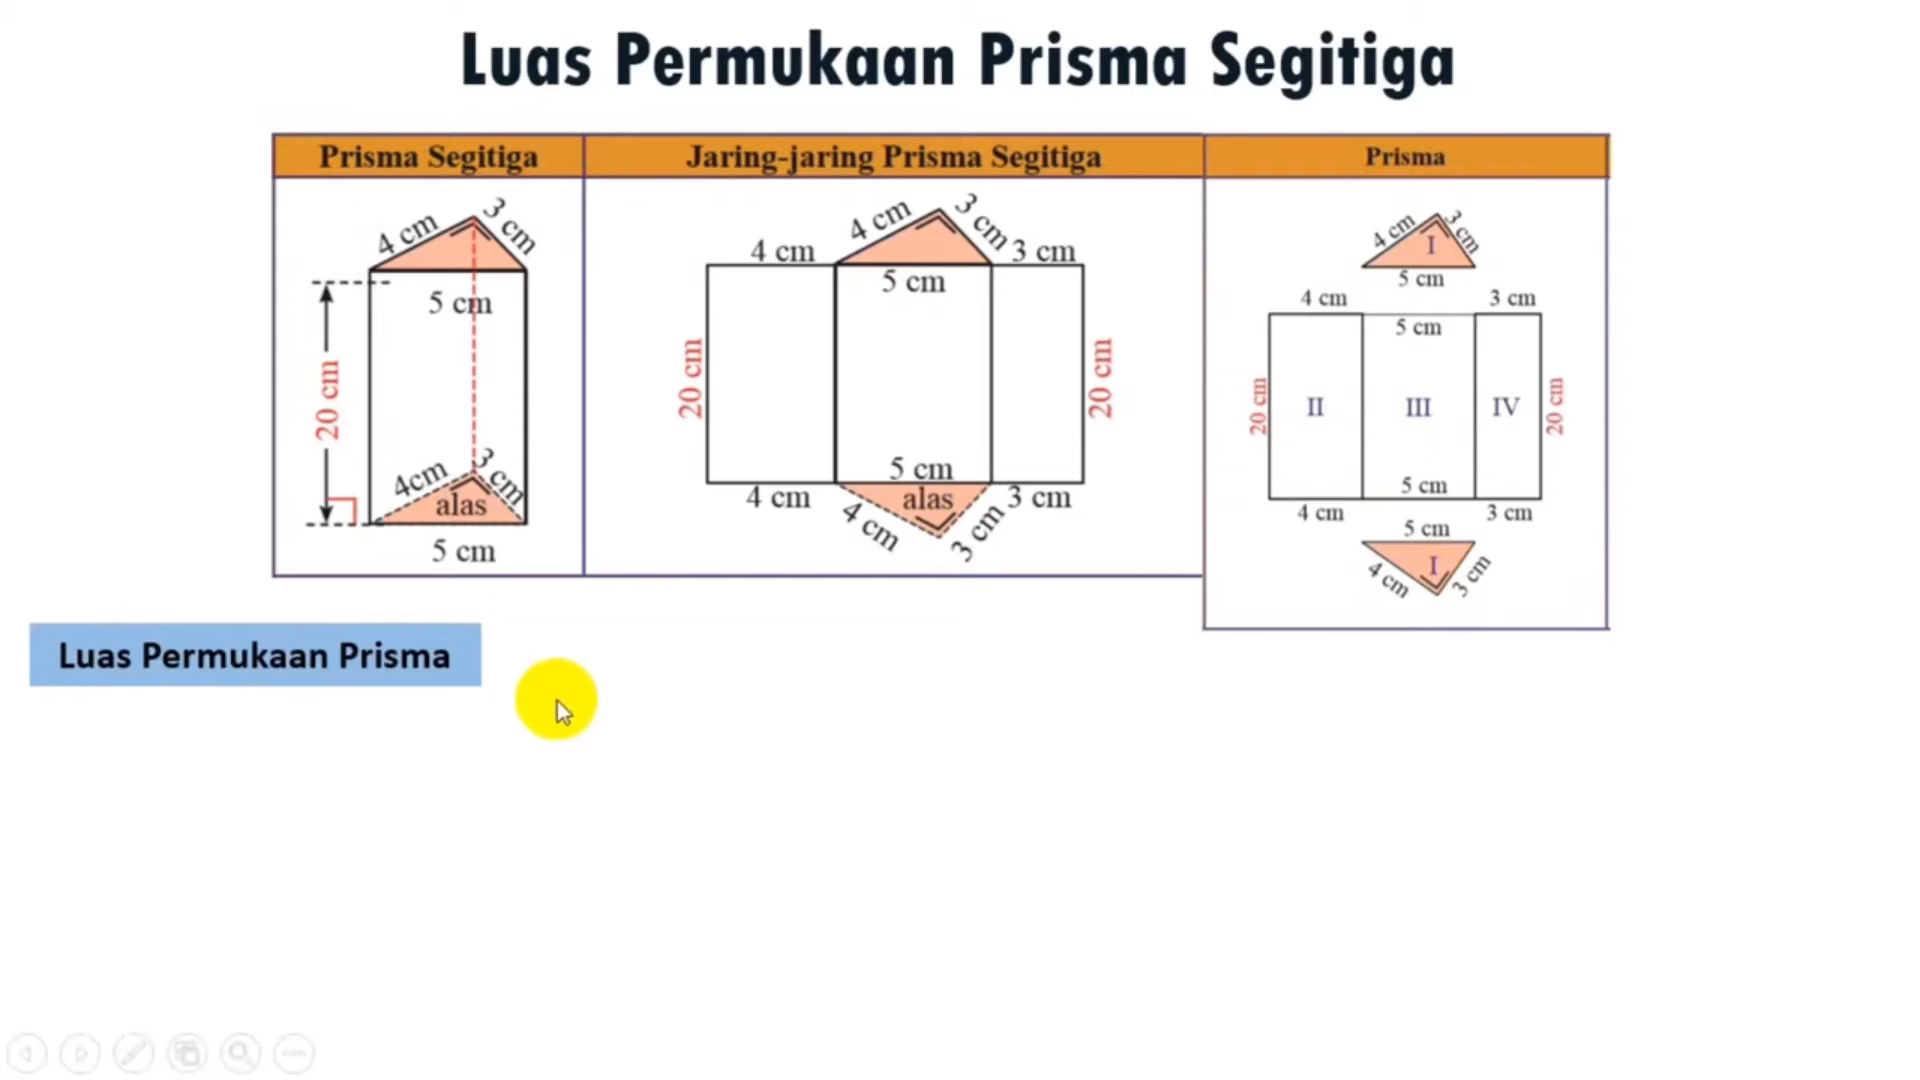 Luas Permukaan Prisma Segitiga
Prisma Segitiga
4 cm
3 cm
5 cm
20 cm
4cm
3 cm
alas
5 cm
Jaring-jaring Prisma Segitiga
4 cm
3 cm
4 cm
3 cm
5 cm
20 cm
20 cm
5 cm
4 cm
alas
3 cm
4 cm
3 cm
Prisma
4 cm
3 cm
I
5 cm
4 cm
3 cm
5 cm
20 cm
II
III
IV
20 cm
5 cm
4 cm
3 cm
5 cm
I
4 cm
3 cm
Luas Permukaan Prisma